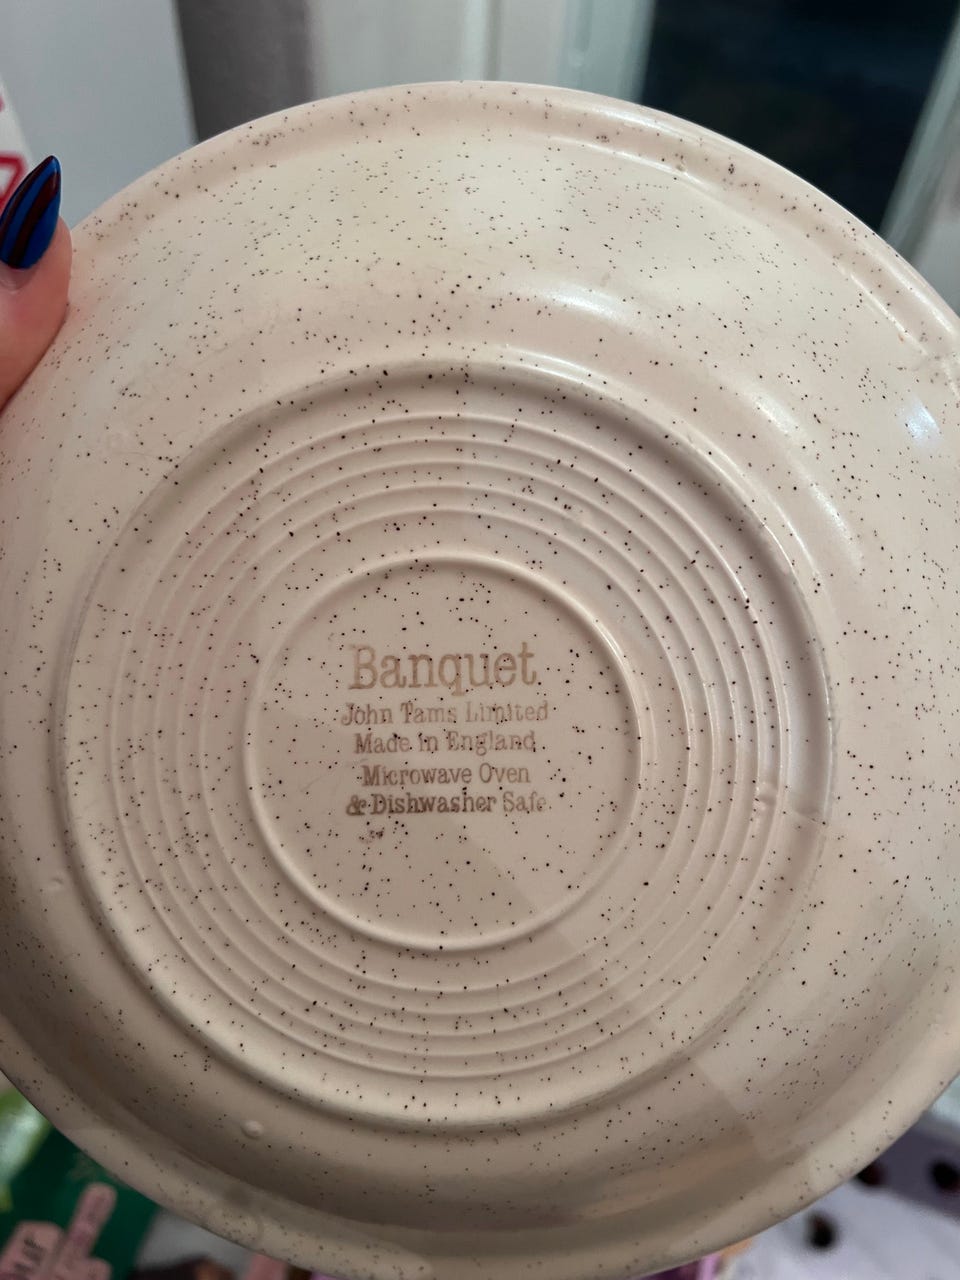 Banquet
John Tams Limited
Made in England
Microwave Oven
& Dishwasher Safe